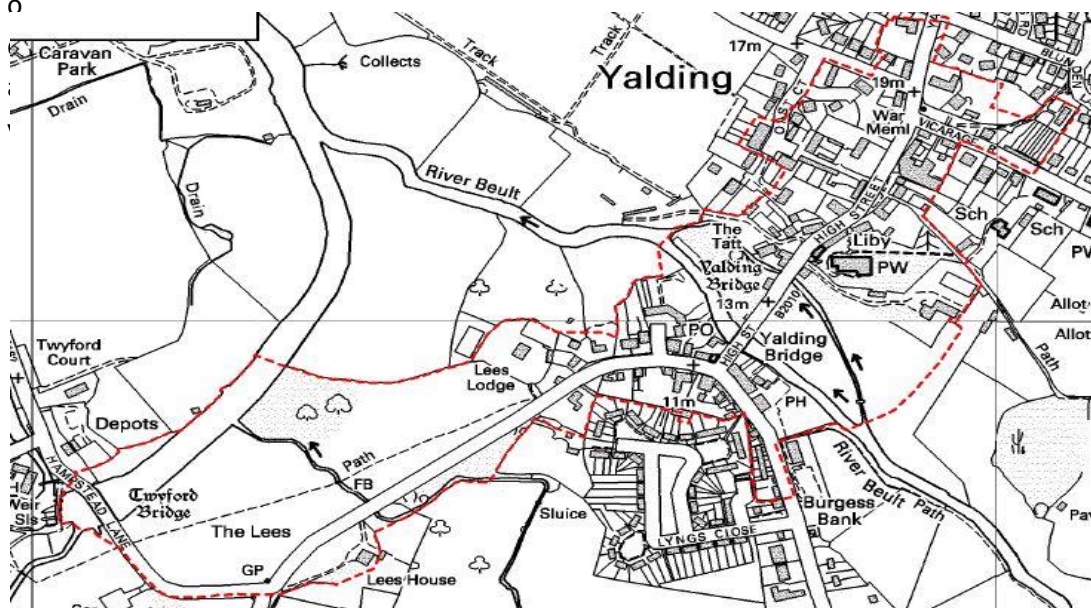 Caravan
Park
Drain
Collects
Track
Track
Yalding
17m
19m
War
Meml
VICARAGE R
BLUNDEN
O
L
S
CT
Drain
River Beult
HIGH STREET
The
Tatt
Yalding
Bridge
13m
B2010
Liby
PW
Sch
Sch
PW
Allot
Allot
Path
Twyford
Court
Lees
Lodge
PO
HIGH ST
Yalding
Bridge
11m
PH
Depots
Path
FB
HAMPSTEAD LANE
Weir
Sls
Twyford
Bridge
The Lees
GP
Lees House
Sluice
LYNGS CLOSE
Burgess
Bank
River
Beult Path
Pav